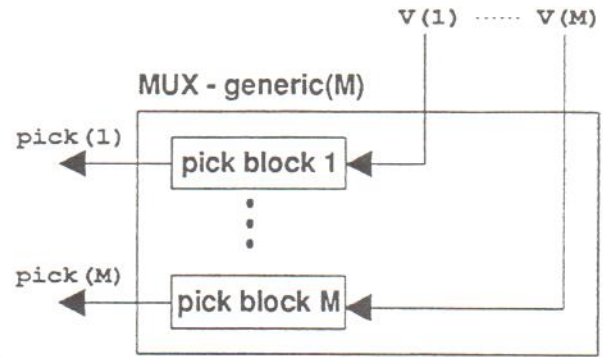 V(1) ...... V(M)
MUX - generic(M)
pick(1)
pick block 1
pick(M)
pick block M